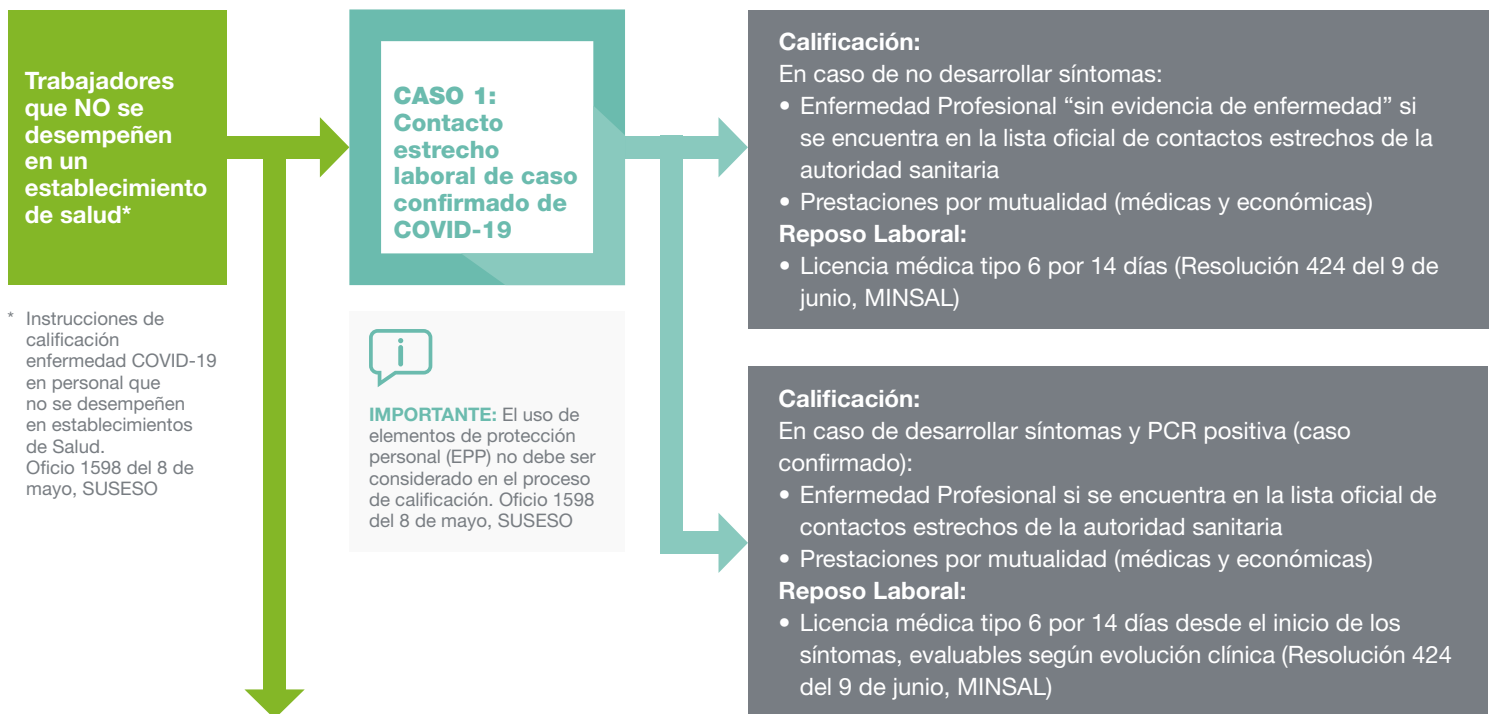 Trabajadores
que NO se
desempeñen
en un
establecimiento
de salud*
* Instrucciones de
calificación
enfermedad COVID-19
en personal que
no se desempeñen
en establecimientos
de Salud.
Oficio 1598 del 8 de
mayo, SUSESO
CASO 1:
Contacto
estrecho
laboral de caso
confirmado de
COVID-19
i
IMPORTANTE: El uso de
elementos de protección
personal (EPP) no debe ser
considerado en el proceso
de calificación. Oficio 1598
del 8 de mayo, SUSESO
Calificación:
En caso de no desarrollar síntomas:
• Enfermedad Profesional “sin evidencia de enfermedad” si
se encuentra en la lista oficial de contactos estrechos de la
autoridad sanitaria
• Prestaciones por mutualidad (médicas y económicas)
Reposo Laboral:
• Licencia médica tipo 6 por 14 días (Resolución 424 del 9 de
junio, MINSAL)
Calificación:
En caso de desarrollar síntomas y PCR positiva (caso
confirmado):
• Enfermedad Profesional si se encuentra en la lista oficial de
contactos estrechos de la autoridad sanitaria
• Prestaciones por mutualidad (médicas y económicas)
Reposo Laboral:
• Licencia médica tipo 6 por 14 días desde el inicio de los
síntomas, evaluables según evolución clínica (Resolución 424
del 9 de junio, MINSAL)